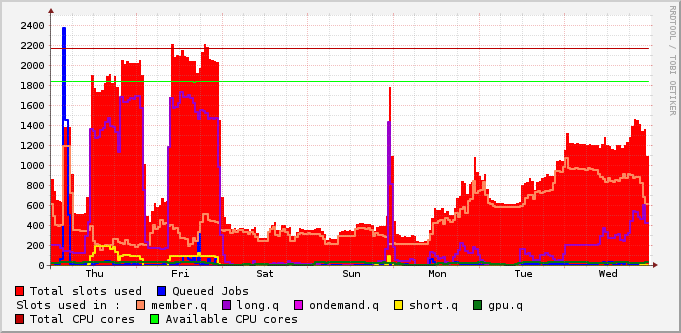 RRDTOOL / TOBI OETIKER
2400
2200
2000
1800
1600
1400
1200
1000
800
600
400
200
0
Thu Fri Sat Sun Mon Tue Wed
Total slots used Queued Jobs
Slots used in : member.q long.q ondemand.q short.q gpu.q
Total CPU cores Available CPU cores